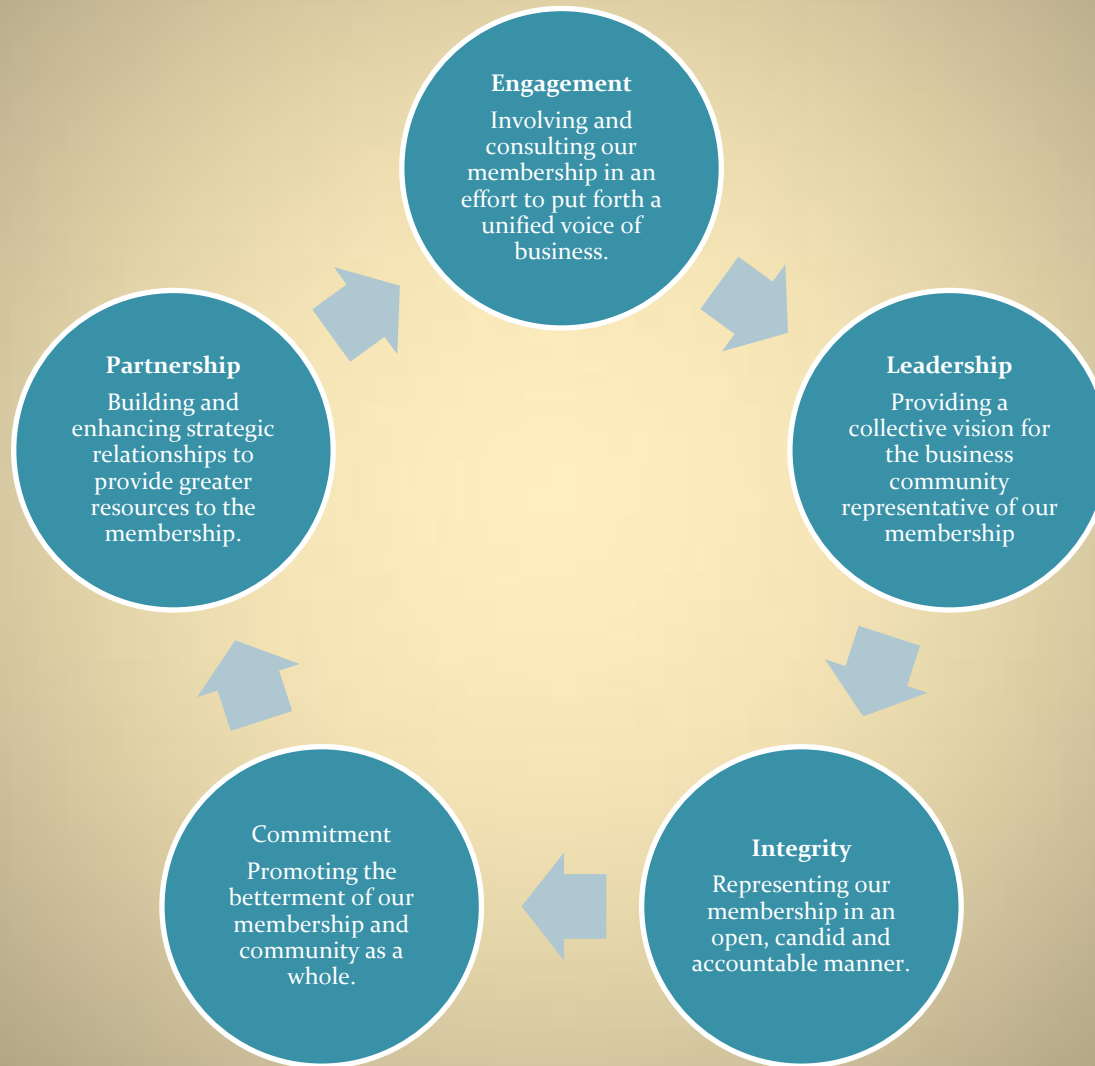 Engagement
Involving and
consulting our
membership in an
effort to put forth a
unified voice of
business.
Leadership
Providing a
collective vision for
the business
community
representative of our
membership
Integrity
Representing our
membership in an
open, candid and
accountable manner.
Commitment
Promoting the
betterment of our
membership and
community as a
whole.
Partnership
Building and
enhancing strategic
relationships to
provide greater
resources to the
membership.